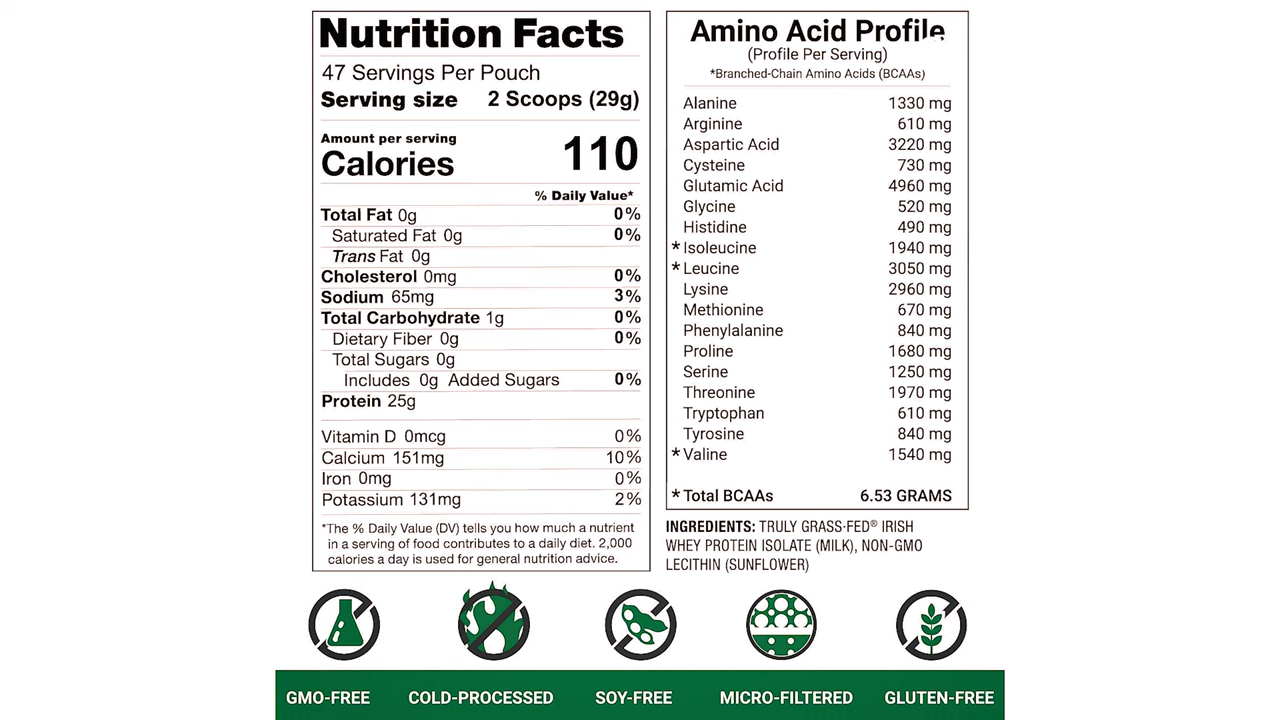 Nutrition Facts
47 Servings Per Pouch
Serving size 2 Scoops (29g)
Amount per serving
Calories 110
% Daily Value*
Total Fat 0g 0%
Saturated Fat 0g 0%
Trans Fat 0g
Cholesterol 0mg 0%
Sodium 65mg 3%
Total Carbohydrate 1g 0%
Dietary Fiber 0g 0%
Total Sugars 0g
Includes 0g Added Sugars 0%
Protein 25g
Vitamin D 0mcg 0%
Calcium 151mg 10%
Iron 0mg 0%
Potassium 131mg 2%
*The % Daily Value (DV) tells you how much a nutrient
in a serving of food contributes to a daily diet. 2,000
calories a day is used for general nutrition advice.
Amino Acid Profile
(Profile Per Serving)
*Branched-Chain Amino Acids (BCAAs)
Alanine 1330 mg
Arginine 610 mg
Aspartic Acid 3220 mg
Cysteine 730 mg
Glutamic Acid 4960 mg
Glycine 520 mg
Histidine 490 mg
* Isoleucine 1940 mg
* Leucine 3050 mg
Lysine 2960 mg
Methionine 670 mg
Phenylalanine 840 mg
Proline 1680 mg
Serine 1250 mg
Threonine 1970 mg
Tryptophan 610 mg
Tyrosine 840 mg
* Valine 1540 mg
* Total BCAAs 6.53 GRAMS
INGREDIENTS: TRULY GRASS-FED® IRISH
WHEY PROTEIN ISOLATE (MILK), NON-GMO
LECITHIN (SUNFLOWER)
GMO-FREE COLD-PROCESSED SOY-FREE MICRO-FILTERED GLUTEN-FREE